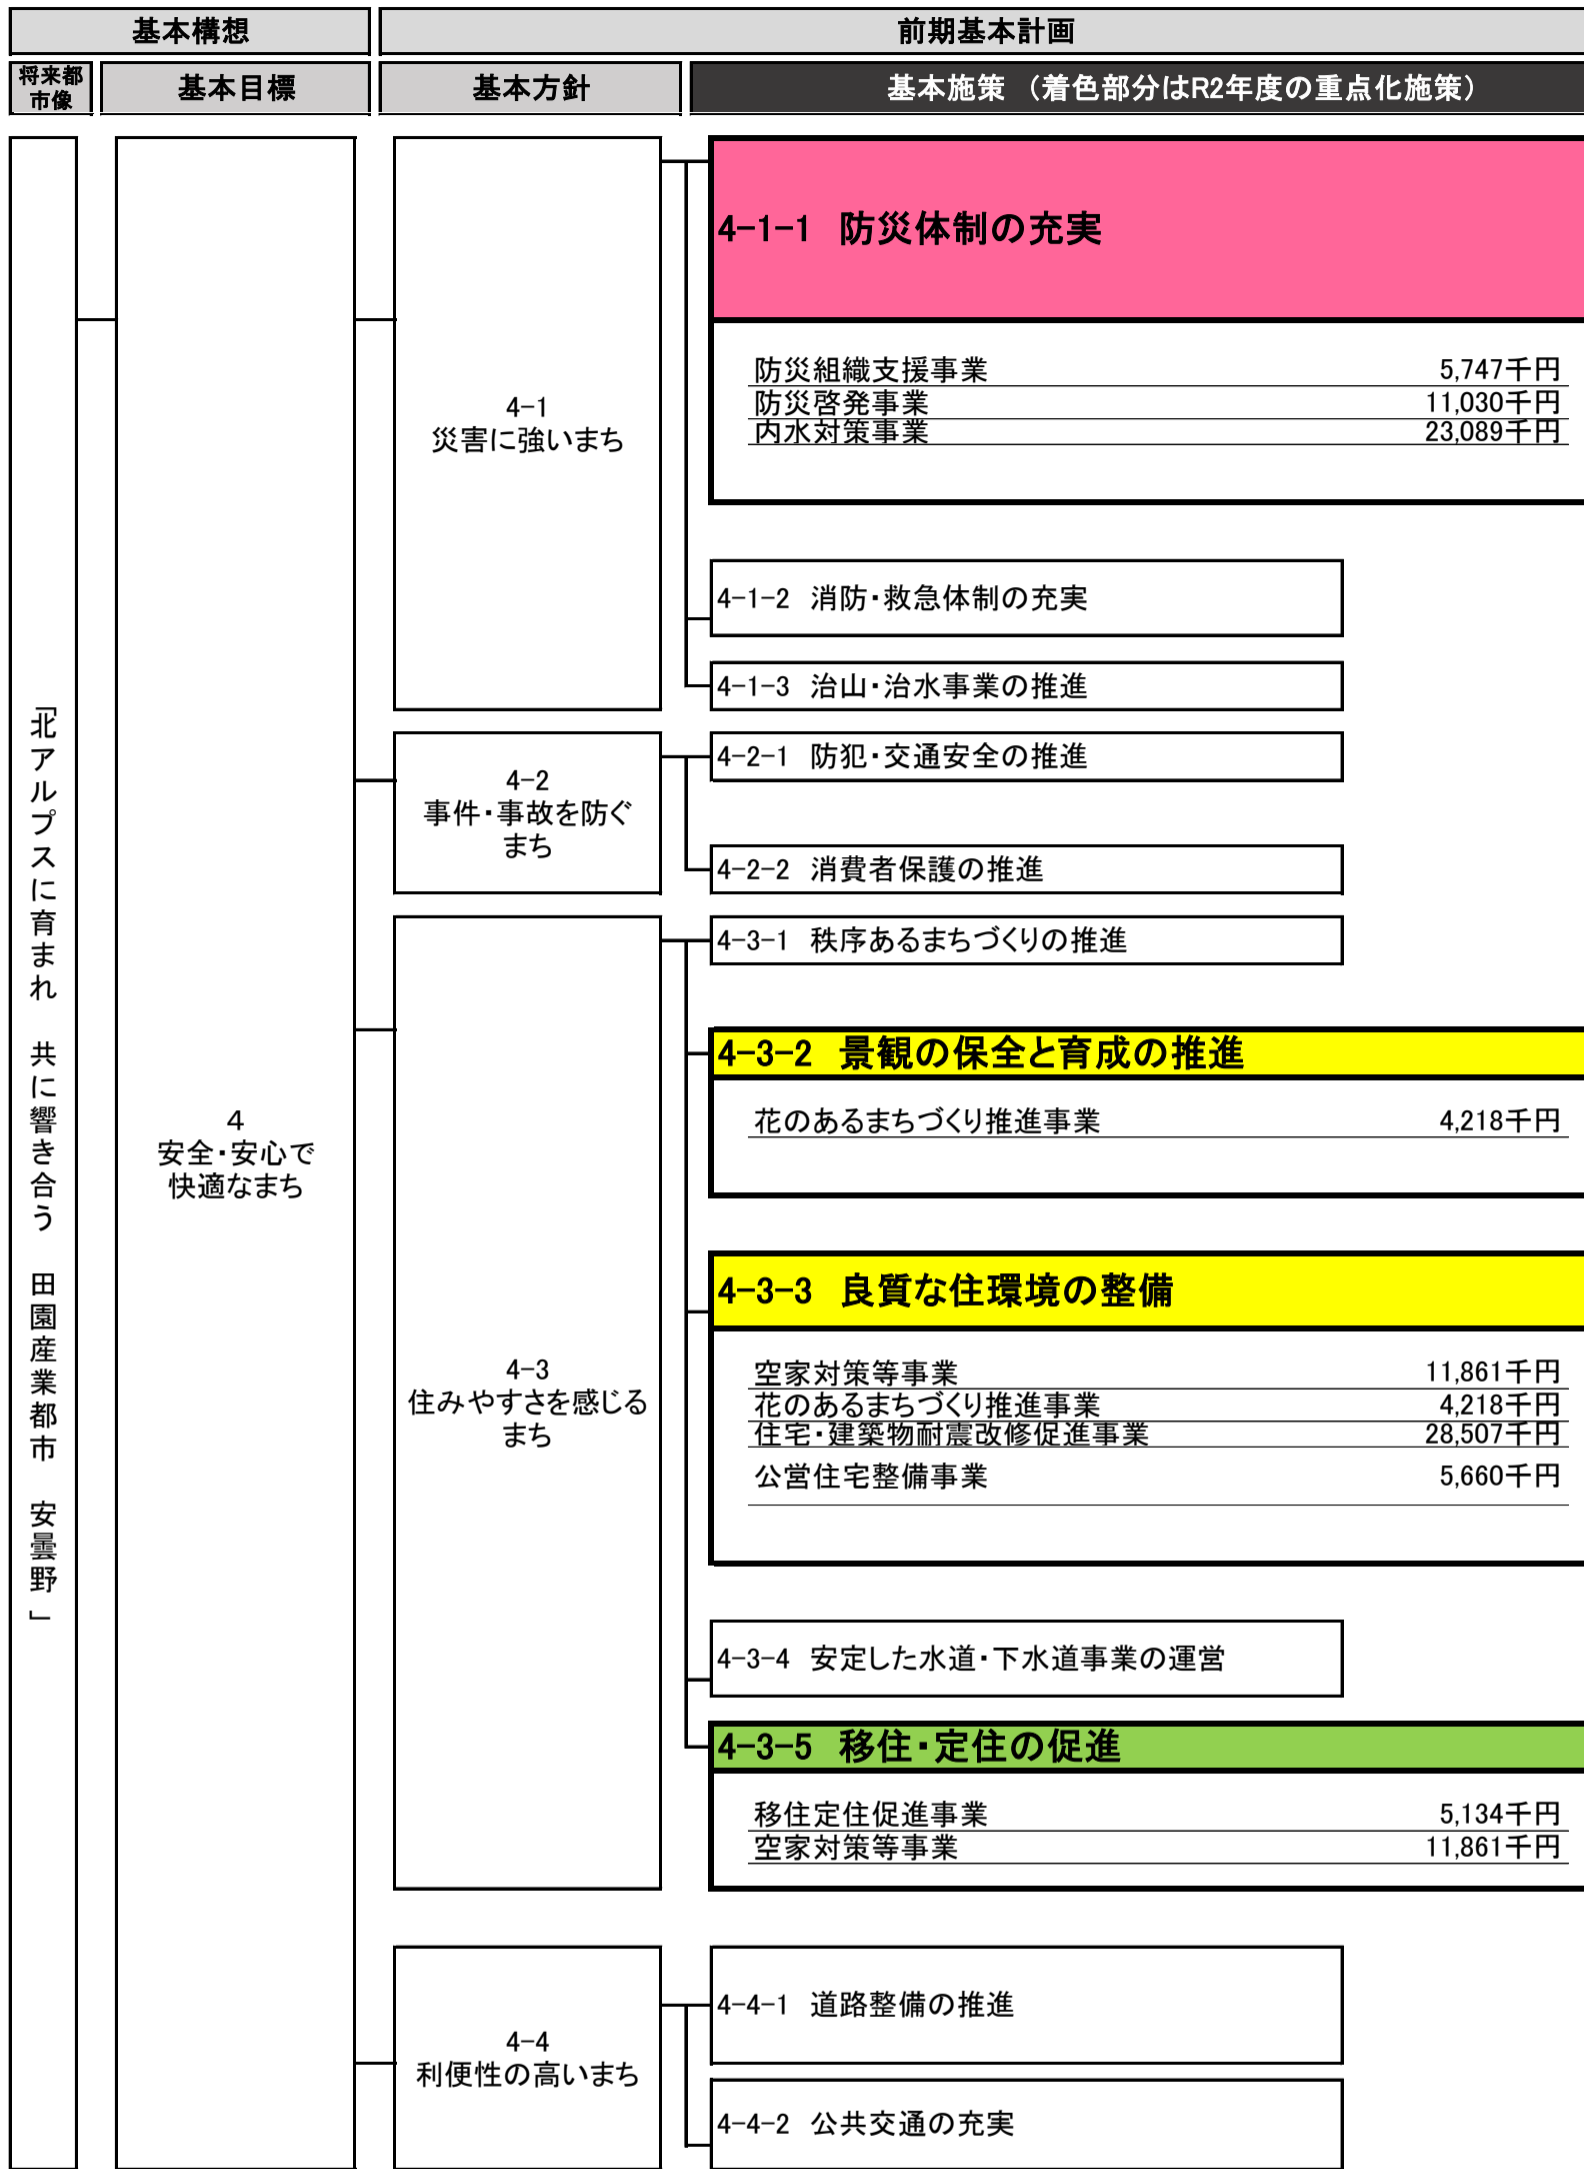 基本構想
前期基本計画
将来都
市像
基本目標
基本方針
基本施策 （着色部分はR2年度の重点化施策）
「北アルプスに育まれ 共に響き合う 田園産業都市 安曇野」
4
安全・安心で
快適なまち
4-1
災害に強いまち
4-1-1 防災体制の充実
防災組織支援事業 5,747千円
防災啓発事業 11,030千円
内水対策事業 23,089千円
4-1-2 消防・救急体制の充実
4-1-3 治山・治水事業の推進
4-2
事件・事故を防ぐ
まち
4-2-1 防犯・交通安全の推進
4-2-2 消費者保護の推進
4-3
住みやすさを感じる
まち
4-3-1 秩序あるまちづくりの推進
4-3-2 景観の保全と育成の推進
花のあるまちづくり推進事業 4,218千円
4-3-3 良質な住環境の整備
空家対策等事業 11,861千円
花のあるまちづくり推進事業 4,218千円
住宅・建築物耐震改修促進事業 28,507千円
公営住宅整備事業 5,660千円
4-3-4 安定した水道・下水道事業の運営
4-3-5 移住・定住の促進
移住定住促進事業 5,134千円
空家対策等事業 11,861千円
4-4
利便性の高いまち
4-4-1 道路整備の推進
4-4-2 公共交通の充実